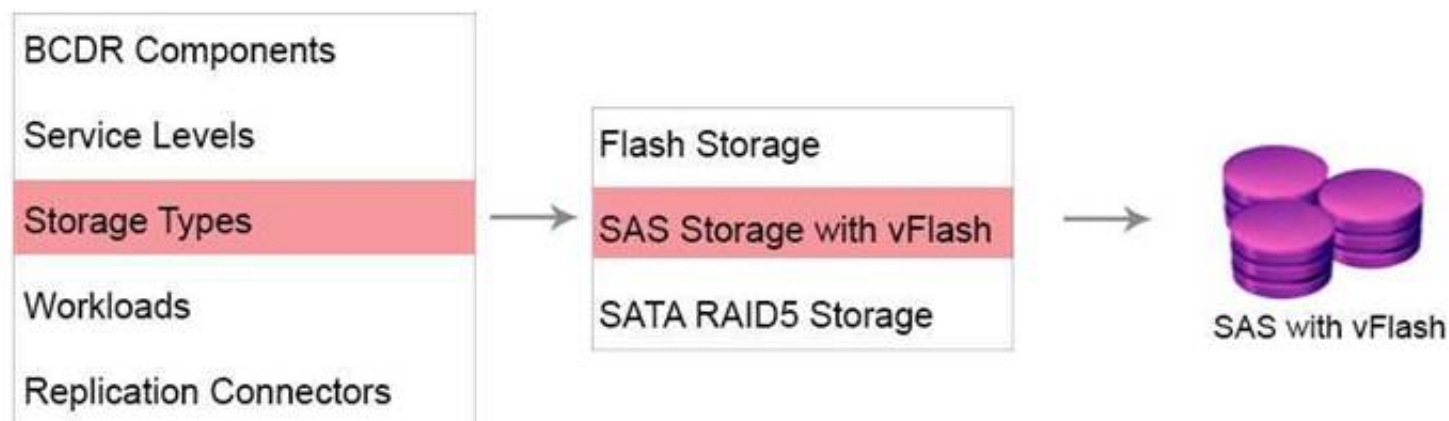 BCDR Components
Service Levels
Storage Types
Workloads
Replication Connectors
Flash Storage
SAS Storage with vFlash
SATA RAID5 Storage
SAS with vFlash